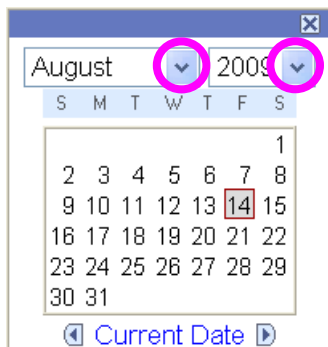 August 2009
S M T W T F S
1
2 3 4 5 6 7 8
9 10 11 12 13 14 15
16 17 18 19 20 21 22
23 24 25 26 27 28 29
30 31
Current Date